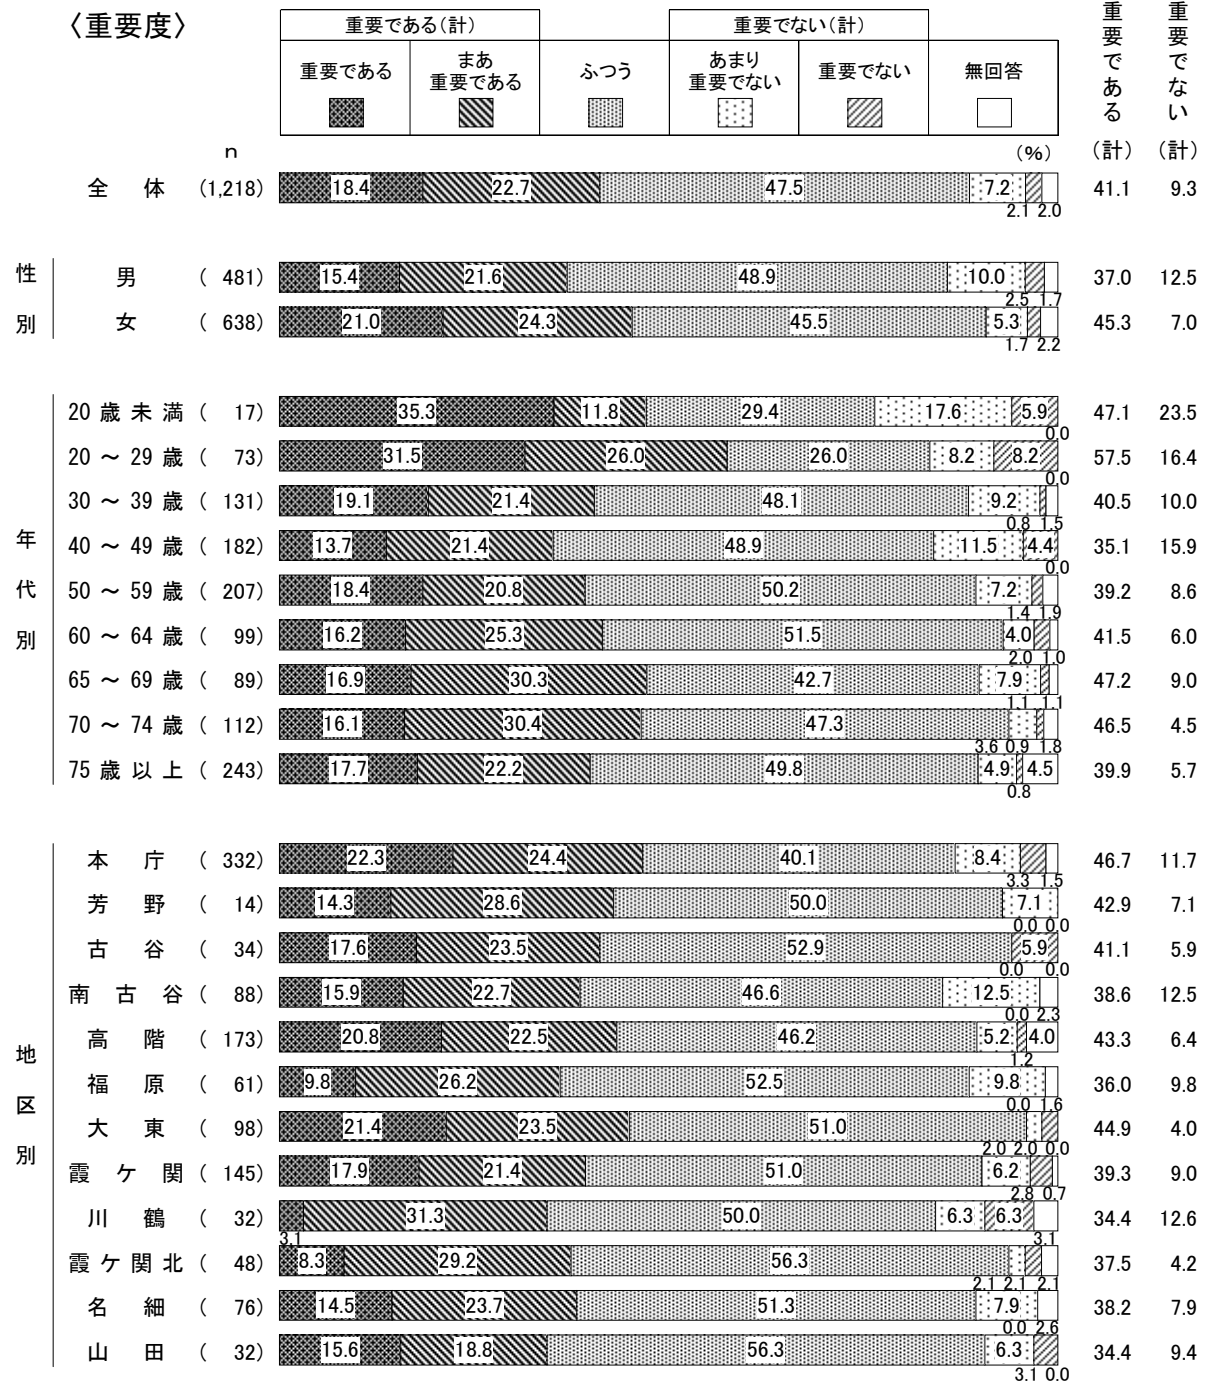 〈重要度〉
重要である(計)
重要でない(計)
重要である
まあ
重要である
ふつう
あまり
重要でない
重要でない
無回答
重要である
(計)
重要でない
(計)
n
(%)
全体 (1,218) 18.4 22.7 47.5 7.2 2.1 2.0 41.1 9.3
性別
男 ( 481) 15.4 21.6 48.9 10.0 2.5 1.7 37.0 12.5
女 ( 638) 21.0 24.3 45.5 5.3 1.7 2.2 45.3 7.0
年代別
20歳未満 ( 17) 35.3 11.8 29.4 17.6 5.9 0.0 47.1 23.5
20~29歳 ( 73) 31.5 26.0 26.0 8.2 8.2 0.0 57.5 16.4
30~39歳 ( 131) 19.1 21.4 48.1 9.2 0.8 1.5 40.5 10.0
40~49歳 ( 182) 13.7 21.4 48.9 11.5 4.4 0.0 35.1 15.9
50~59歳 ( 207) 18.4 20.8 50.2 7.2 1.4 1.9 39.2 8.6
60~64歳 ( 99) 16.2 25.3 51.5 4.0 2.0 1.0 41.5 6.0
65~69歳 ( 89) 16.9 30.3 42.7 7.9 1.1 1.1 47.2 9.0
70~74歳 ( 112) 16.1 30.4 47.3 3.6 0.9 1.8 46.5 4.5
75歳以上 ( 243) 17.7 22.2 49.8 4.9 0.8 4.5 39.9 5.7
地区別
本庁 ( 332) 22.3 24.4 40.1 8.4 3.3 1.5 46.7 11.7
芳野 ( 14) 14.3 28.6 50.0 7.1 0.0 0.0 42.9 7.1
古谷 ( 34) 17.6 23.5 52.9 0.0 5.9 0.0 41.1 5.9
南古谷 ( 88) 15.9 22.7 46.6 12.5 0.0 2.3 38.6 12.5
高階 ( 173) 20.8 22.5 46.2 5.2 1.2 4.0 43.3 6.4
福原 ( 61) 9.8 26.2 52.5 9.8 0.0 1.6 36.0 9.8
大東 ( 98) 21.4 23.5 51.0 2.0 2.0 0.0 44.9 4.0
霞ケ関 ( 145) 17.9 21.4 51.0 6.2 2.8 0.7 39.3 9.0
川鶴 ( 32) 3.1 31.3 50.0 6.3 6.3 3.1 34.4 12.6
霞ケ関北 ( 48) 8.3 29.2 56.3 2.1 2.1 2.1 37.5 4.2
名細 ( 76) 14.5 23.7 51.3 7.9 0.0 2.6 38.2 7.9
山田 ( 32) 15.6 18.8 56.3 6.3 3.1 0.0 34.4 9.4